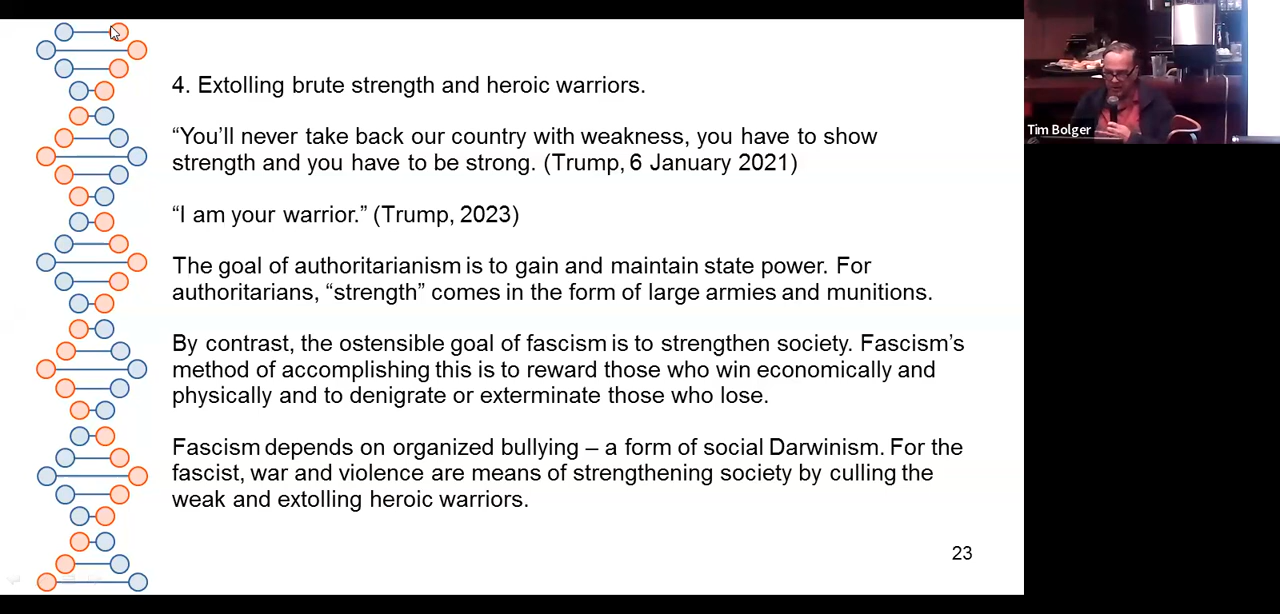 4. Extolling brute strength and heroic warriors.
“You’ll never take back our country with weakness, you have to show
strength and you have to be strong. (Trump, 6 January 2021)
“I am your warrior.” (Trump, 2023)
The goal of authoritarianism is to gain and maintain state power. For
authoritarians, “strength” comes in the form of large armies and munitions.
By contrast, the ostensible goal of fascism is to strengthen society. Fascism’s
method of accomplishing this is to reward those who win economically and
physically and to denigrate or exterminate those who lose.
Fascism depends on organized bullying – a form of social Darwinism. For the
fascist, war and violence are means of strengthening society by culling the
weak and extolling heroic warriors.
23
Tim Bolger